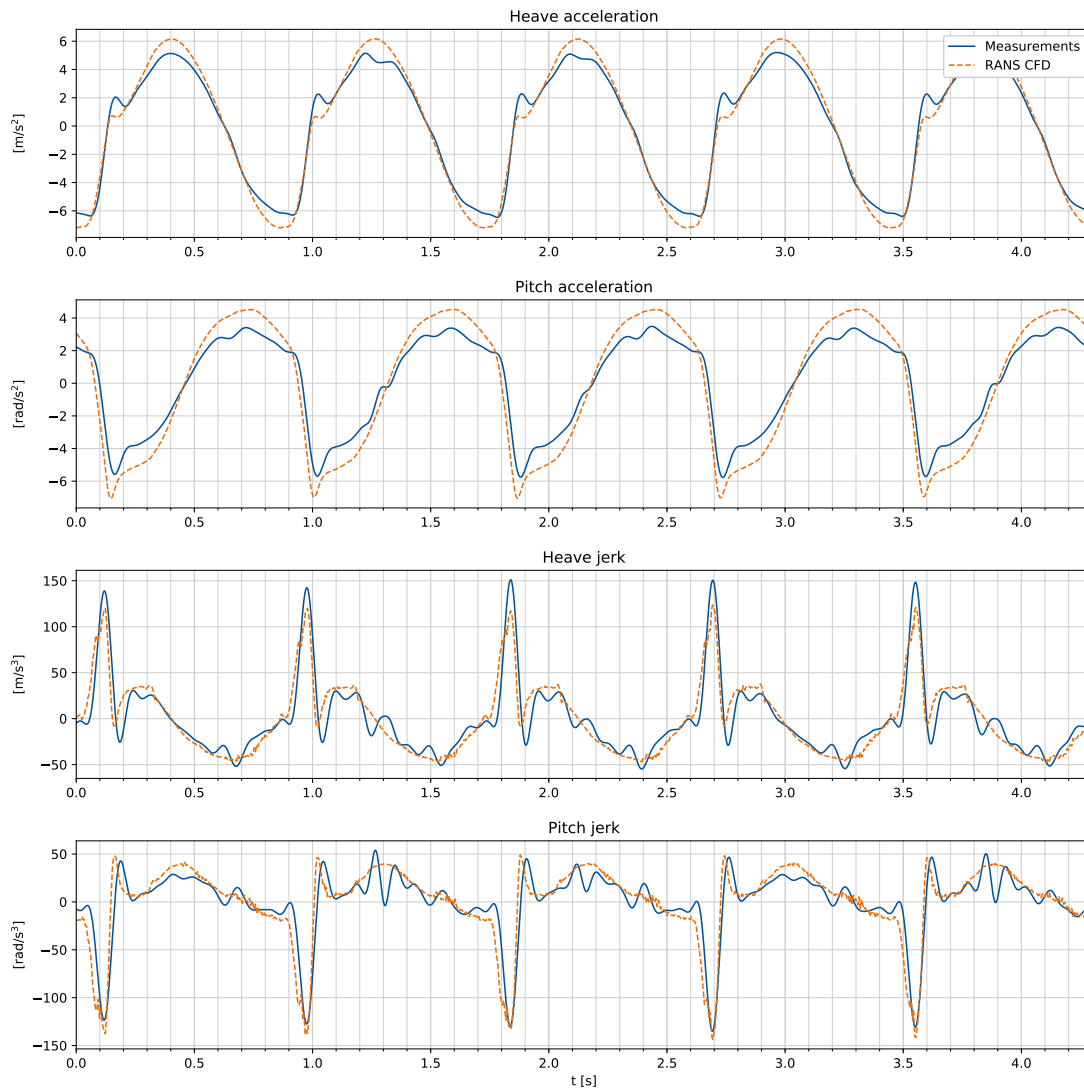 Heave acceleration
6
4
2
0
−2
−4
−6
[m/s²]
Measurements
RANS CFD
0.0 0.5 1.0 1.5 2.0 2.5 3.0 3.5 4.0
Pitch acceleration
4
2
0
−2
−4
−6
[rad/s²]
0.0 0.5 1.0 1.5 2.0 2.5 3.0 3.5 4.0
Heave jerk
150
100
50
0
−50
[m/s³]
0.0 0.5 1.0 1.5 2.0 2.5 3.0 3.5 4.0
Pitch jerk
50
0
−50
−100
−150
[rad/s³]
0.0 0.5 1.0 1.5 2.0 2.5 3.0 3.5 4.0
t [s]